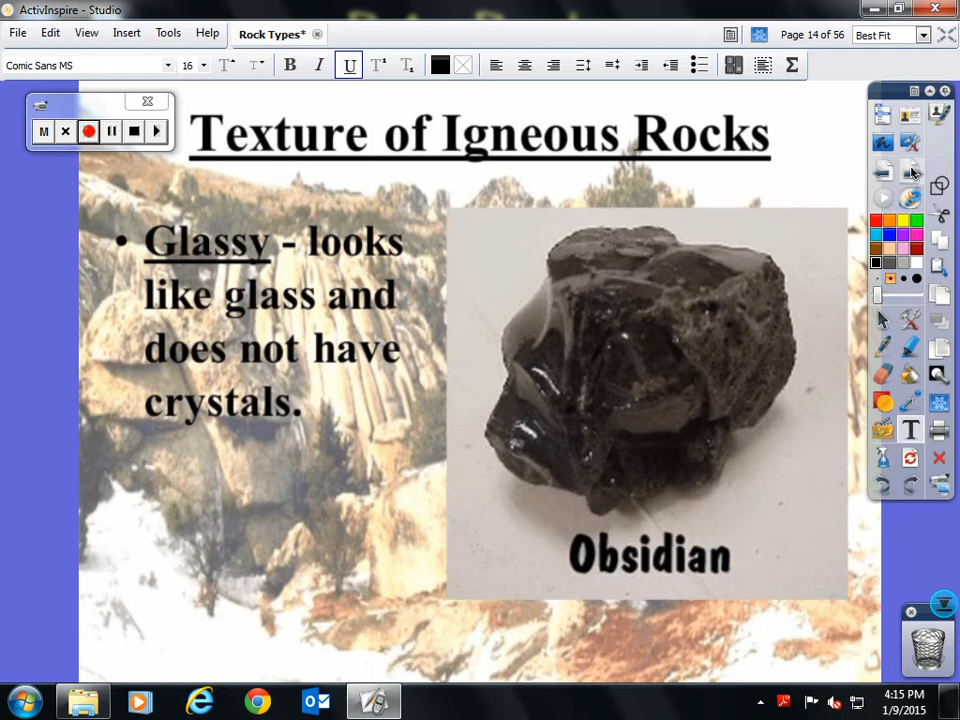 ActivInspire - Studio
File Edit View Insert Tools Help Rock Types* Page 14 of 56 Best Fit
Comic Sans MS 16 T T B I U T¹ T₁ Σ
M
Texture of Igneous Rocks
• Glassy - looks
like glass and
does not have
crystals.
Obsidian
T
4:15 PM
1/9/2015